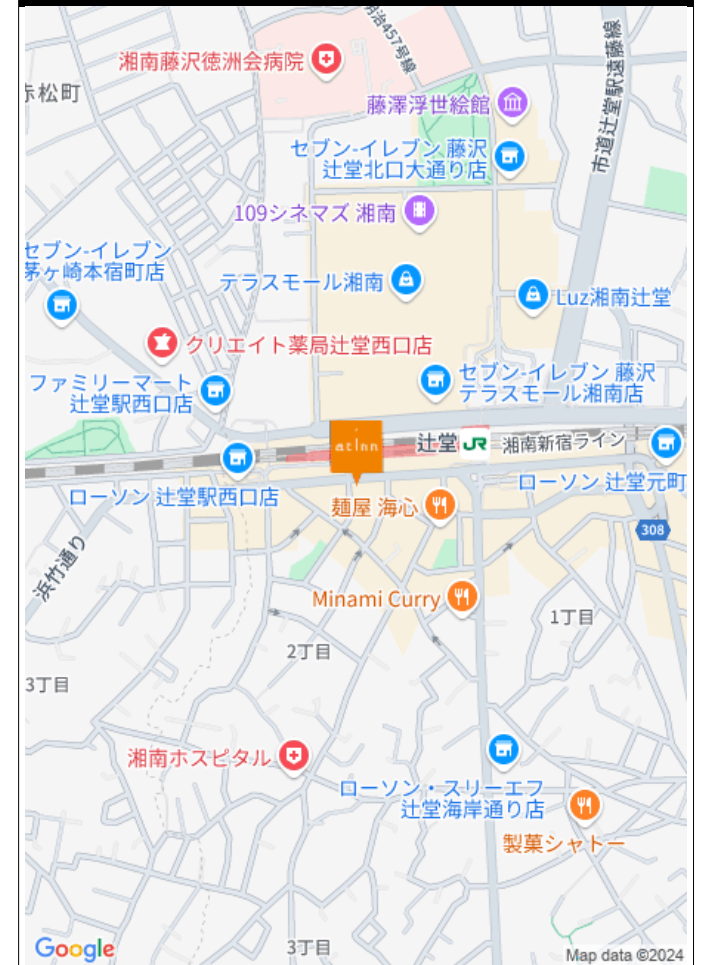 明治457号線
湘南藤沢徳洲会病院
赤松町
藤澤浮世絵館
市道辻堂駅遠藤線
セブン-イレブン 藤沢
辻堂北口大通り店
109シネマズ 湘南
セブン-イレブン
茅ヶ崎本宿町店
テラスモール湘南
Luz湘南辻堂
クリエイト薬局辻堂西口店
ファミリーマート
辻堂駅西口店
セブン-イレブン 藤沢
テラスモール湘南店
atinn
辻堂 JR 湘南新宿ライン
ローソン 辻堂駅西口店
ローソン 辻堂元町
麺屋 海心
308
浜竹通り
Minami Curry
1丁目
2丁目
3丁目
湘南ホスピタル
ローソン・スリーエフ
辻堂海岸通り店
製菓シャトー
3丁目
Google
Map data ©2024